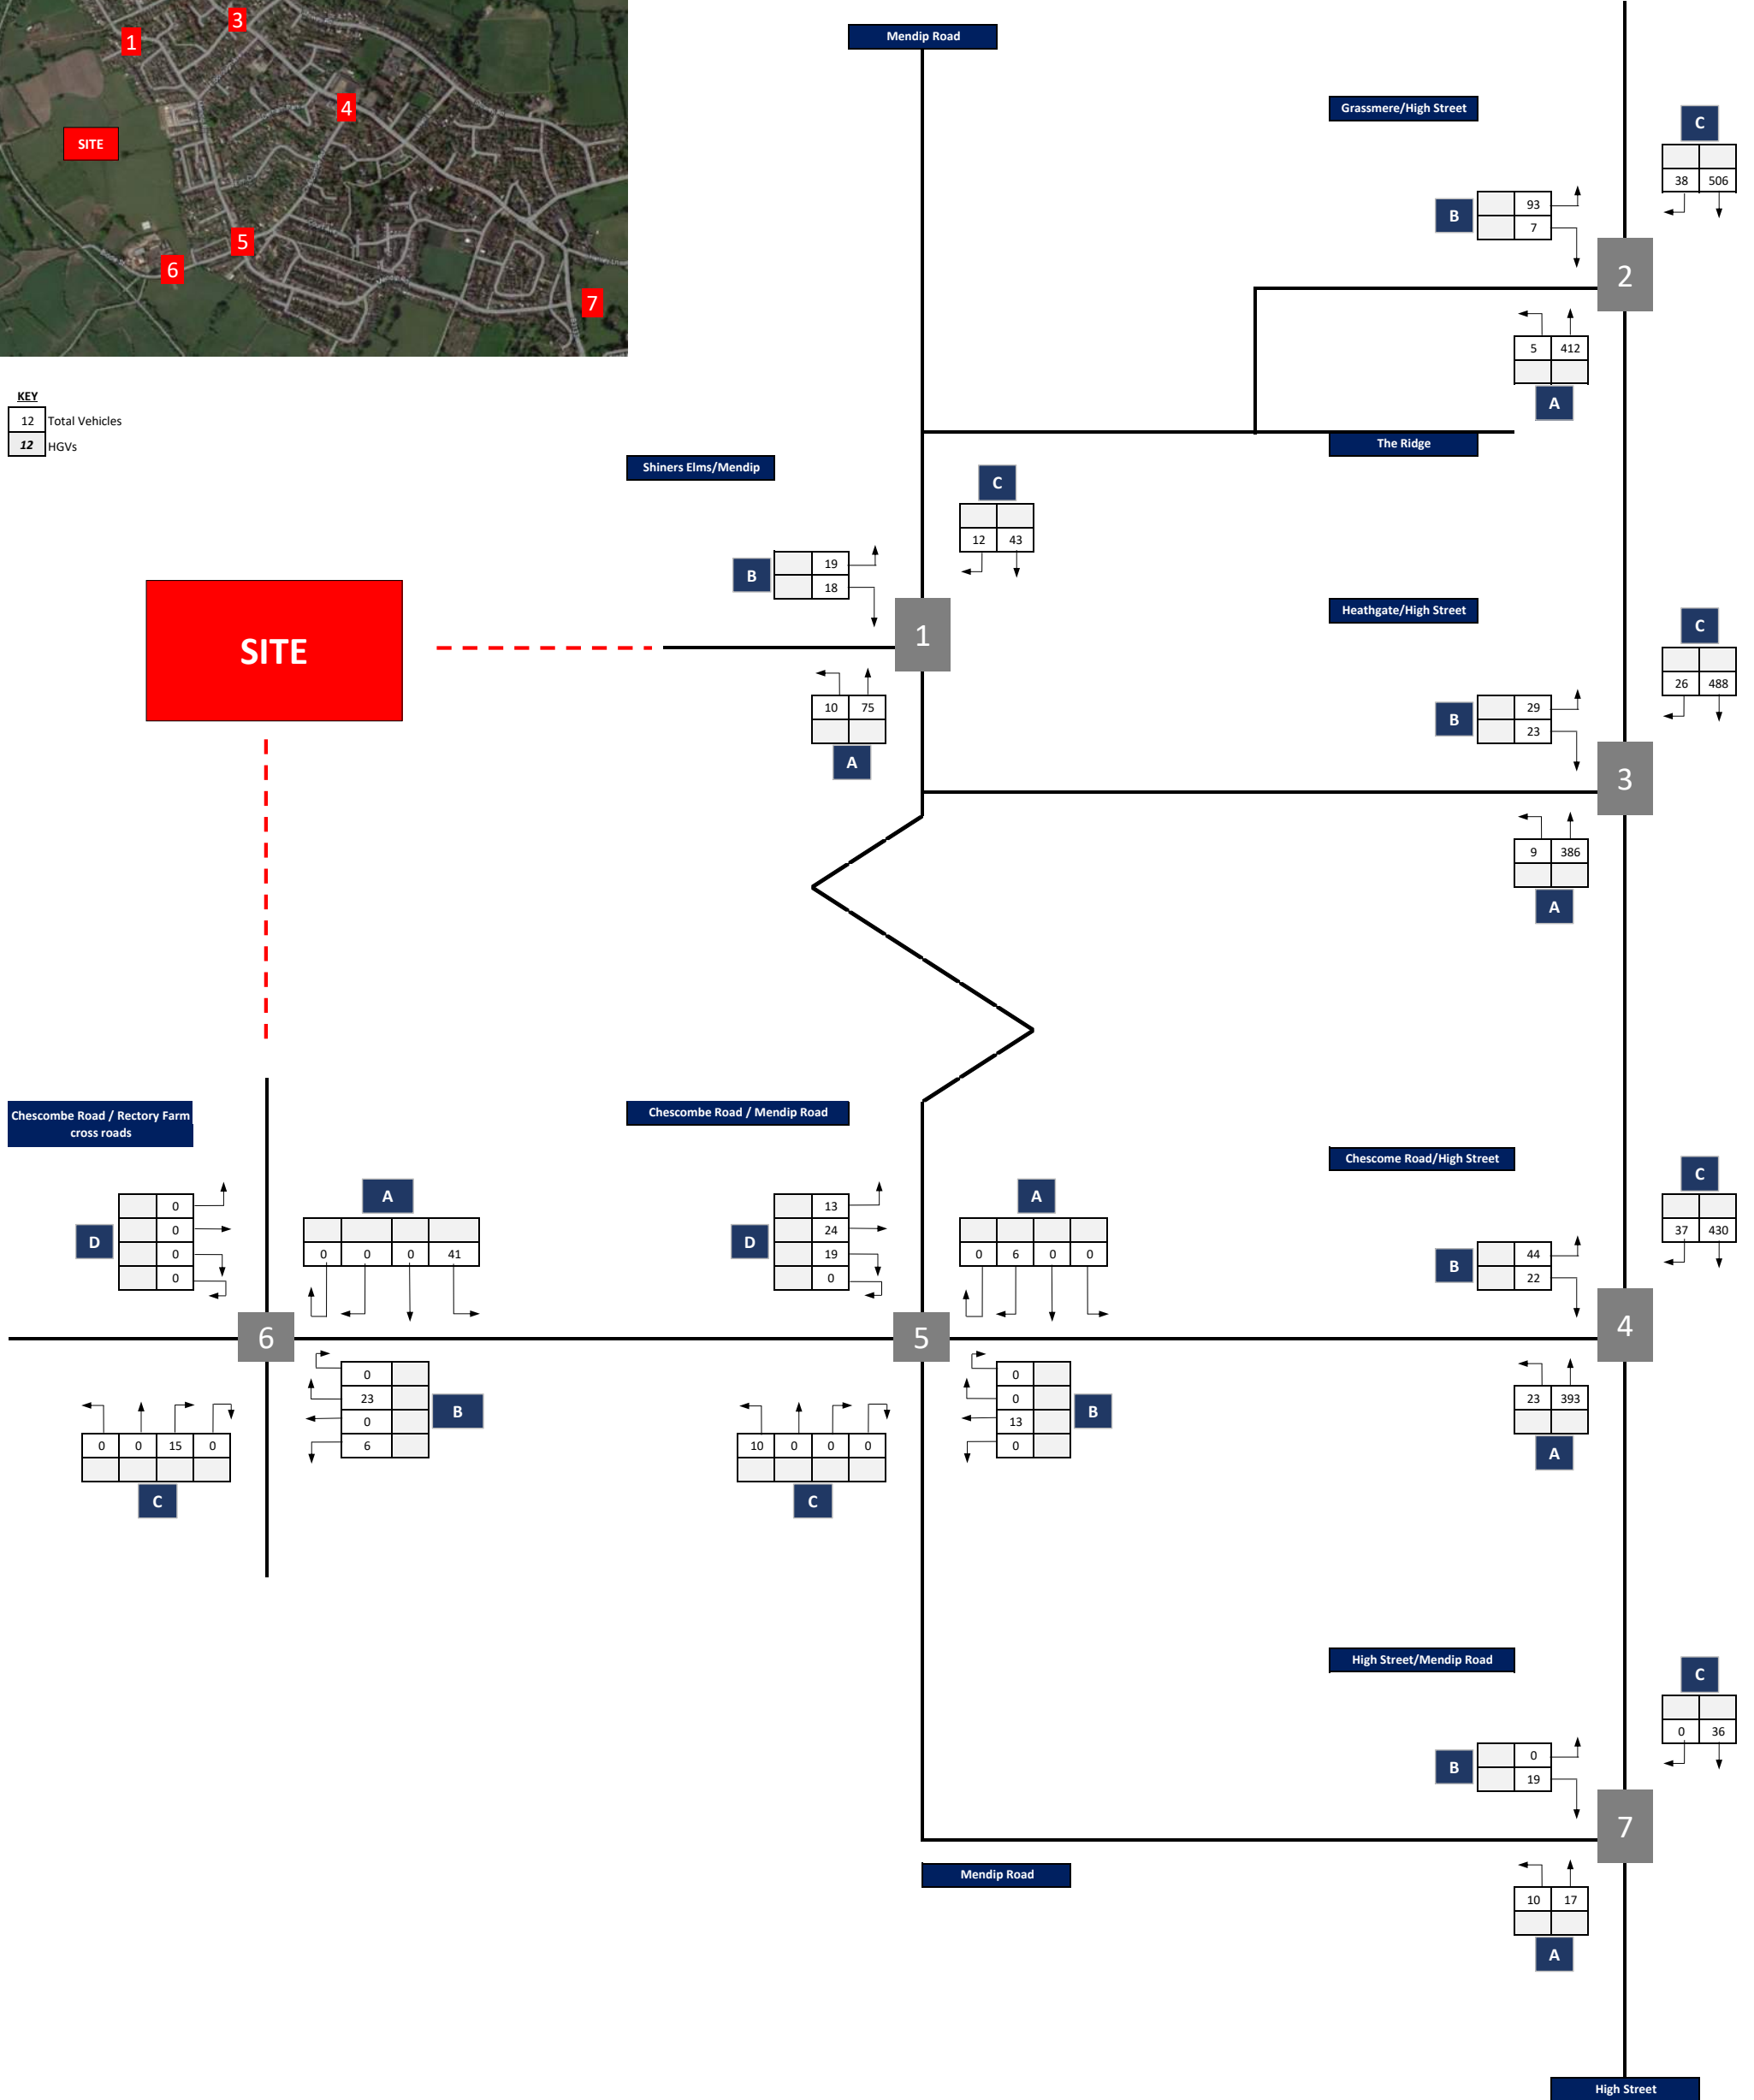 3
1
4
SITE
5
6
7
KEY
12 Total Vehicles
12 HGVs
Mendip Road
Grassmere/High Street
C
38 506
B
93
7
2
5 412
A
The Ridge
Shiners Elms/Mendip
C
12 43
B
19
18
1
10 75
A
SITE
Heathgate/High Street
C
26 488
B
29
23
3
9 386
A
Chescombe Road / Rectory Farm
cross roads
D
0
0
0
0
A
0 0 0 41
6
0
23
0
6
B
0 0 15 0
C
Chescombe Road / Mendip Road
D
13
24
19
0
A
0 6 0 0
5
0
0
13
0
B
10 0 0 0
C
Chescome Road/High Street
C
37 430
B
44
22
4
23 393
A
High Street/Mendip Road
C
0 36
B
0
19
7
Mendip Road
10 17
A
High Street